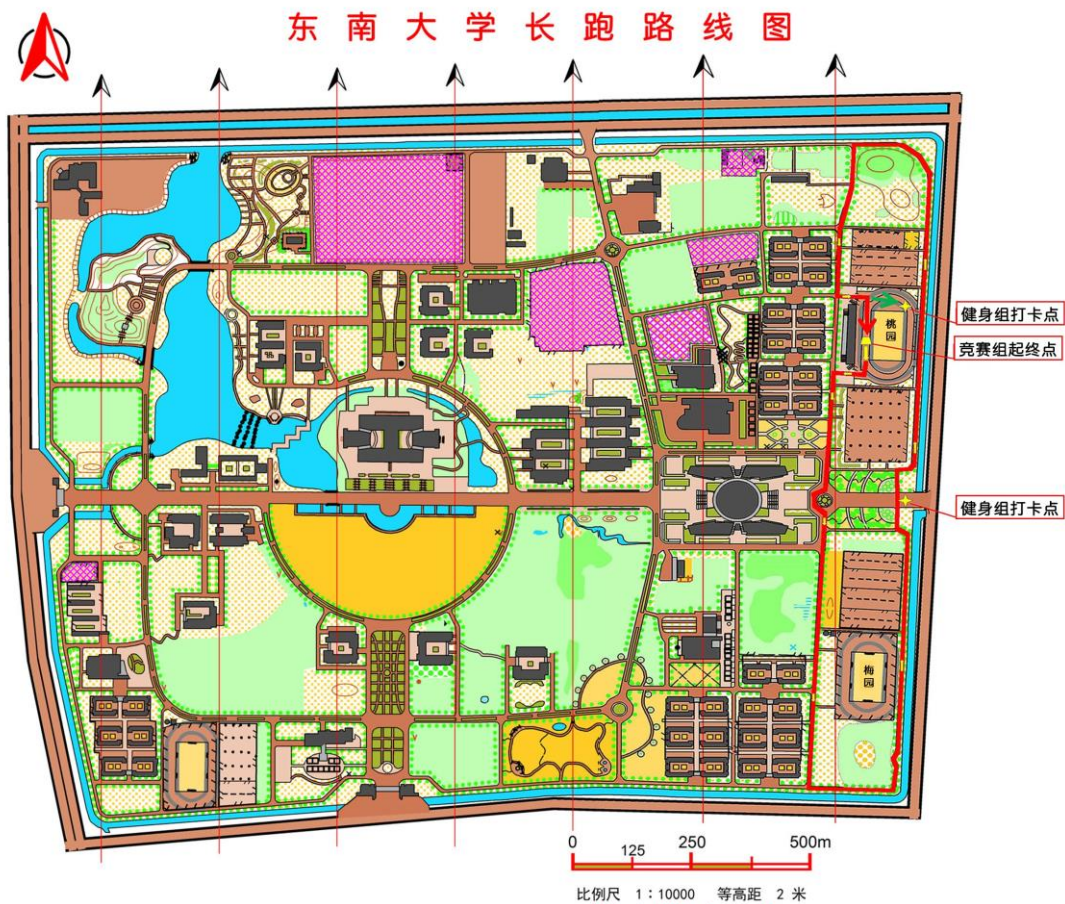 东南大学长跑路线图
健身组打卡点
桃园
竞赛组起终点
健身组打卡点
梅园
0 125 250 500m
比例尺 1：10000 等高距 2 米